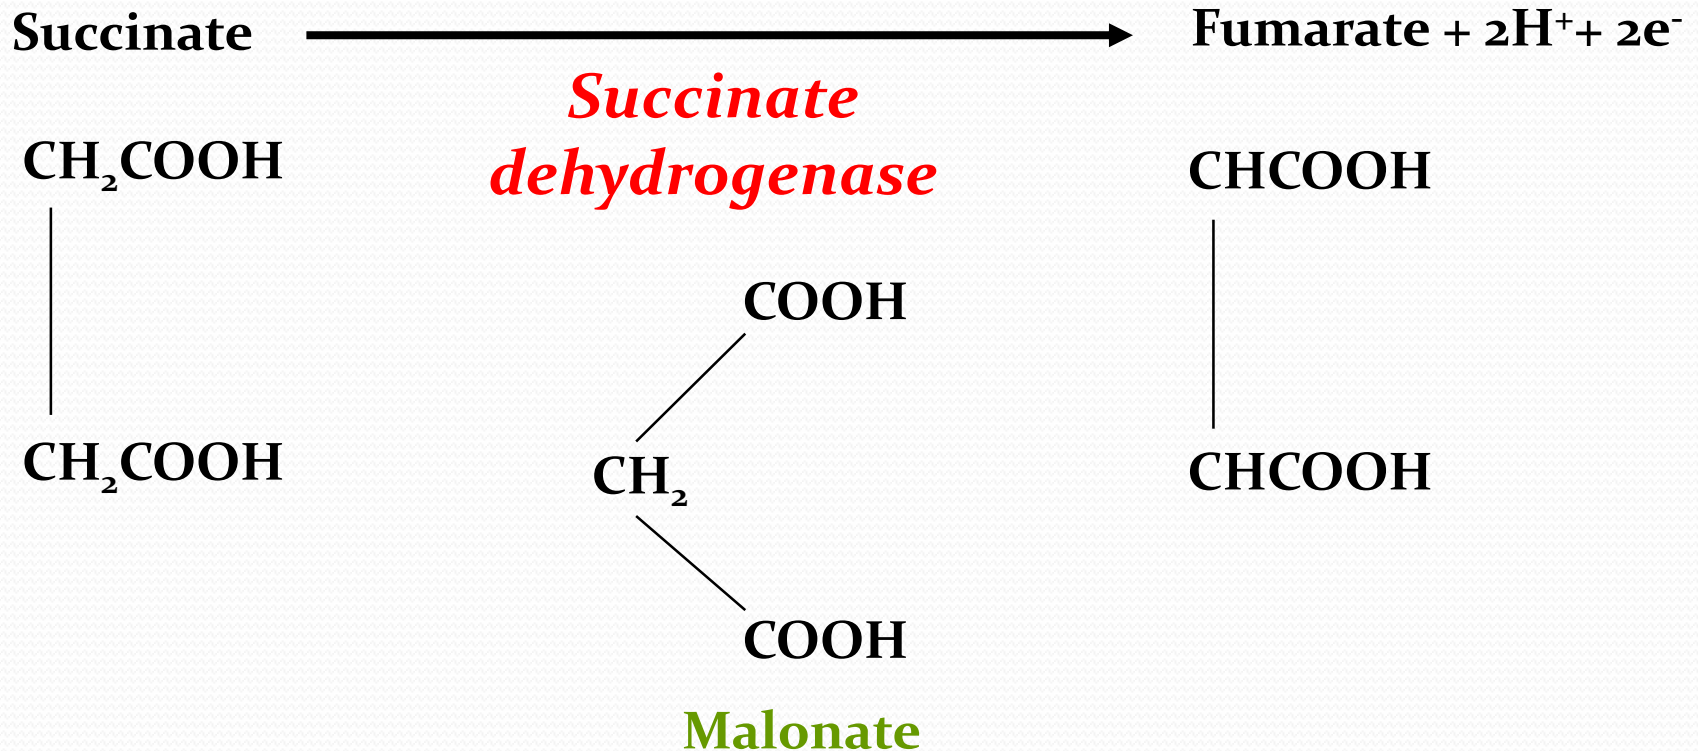 Succinate
Fumarate + 2H⁺+ 2e⁻
Succinate
dehydrogenase
CH₂COOH
CHCOOH
COOH
CH₂COOH
CH₂
CHCOOH
COOH
Malonate